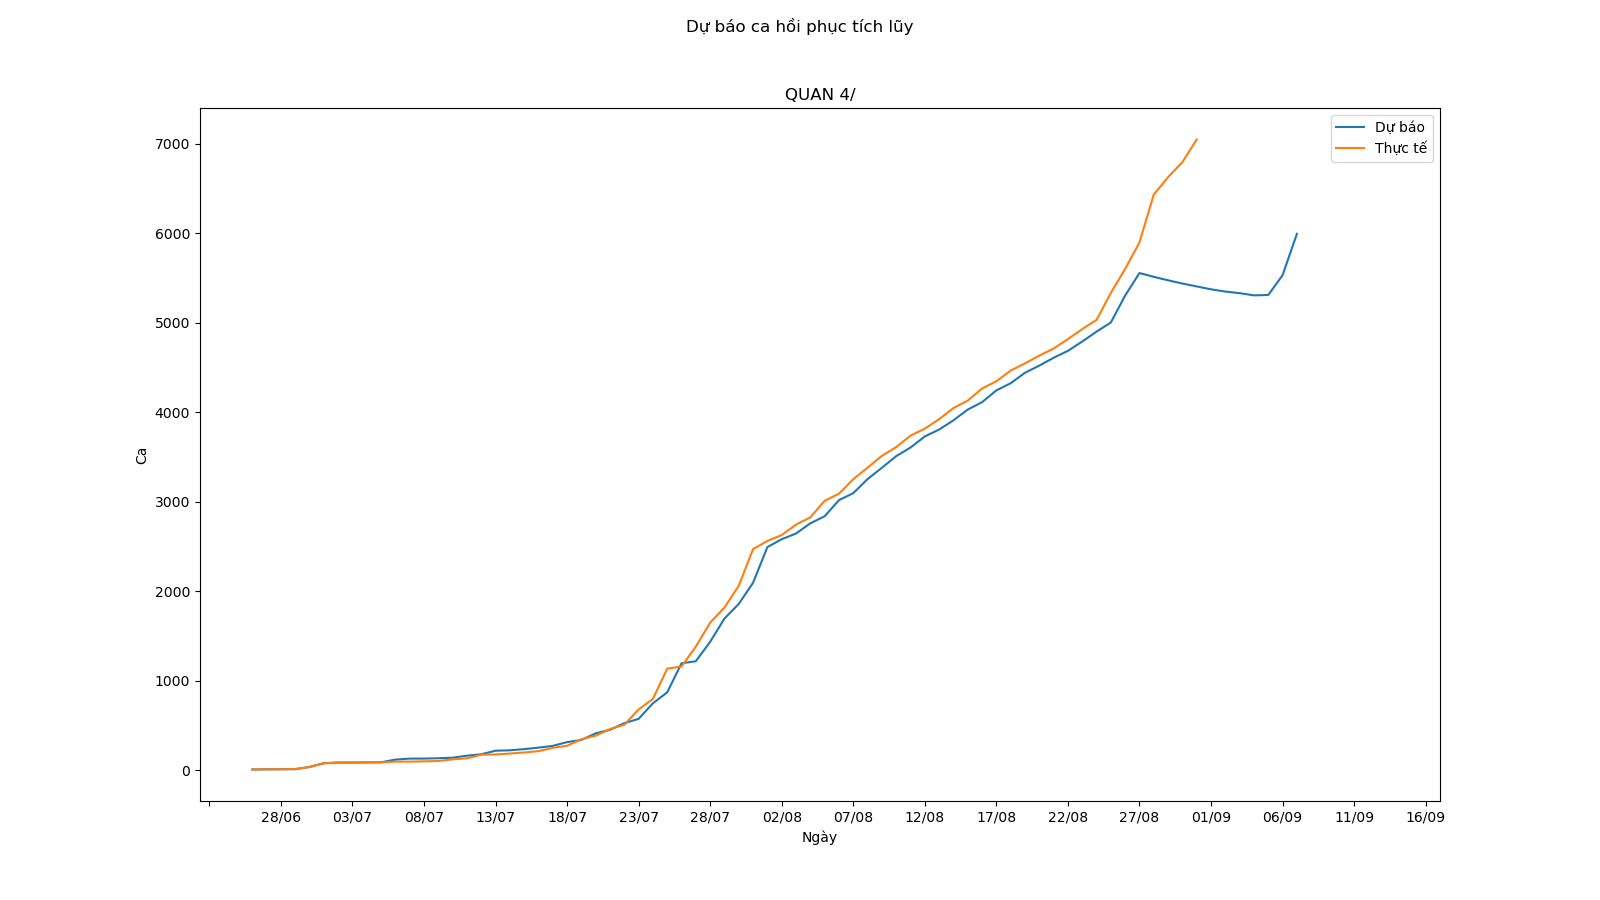 Dự báo ca hồi phục tích lũy
QUAN 4/
Dự báo
Thực tế
7000
6000
5000
4000
3000
2000
1000
0
Ca
28/06 03/07 08/07 13/07 18/07 23/07 28/07 02/08 07/08 12/08 17/08 22/08 27/08 01/09 06/09 11/09 16/09
Ngày